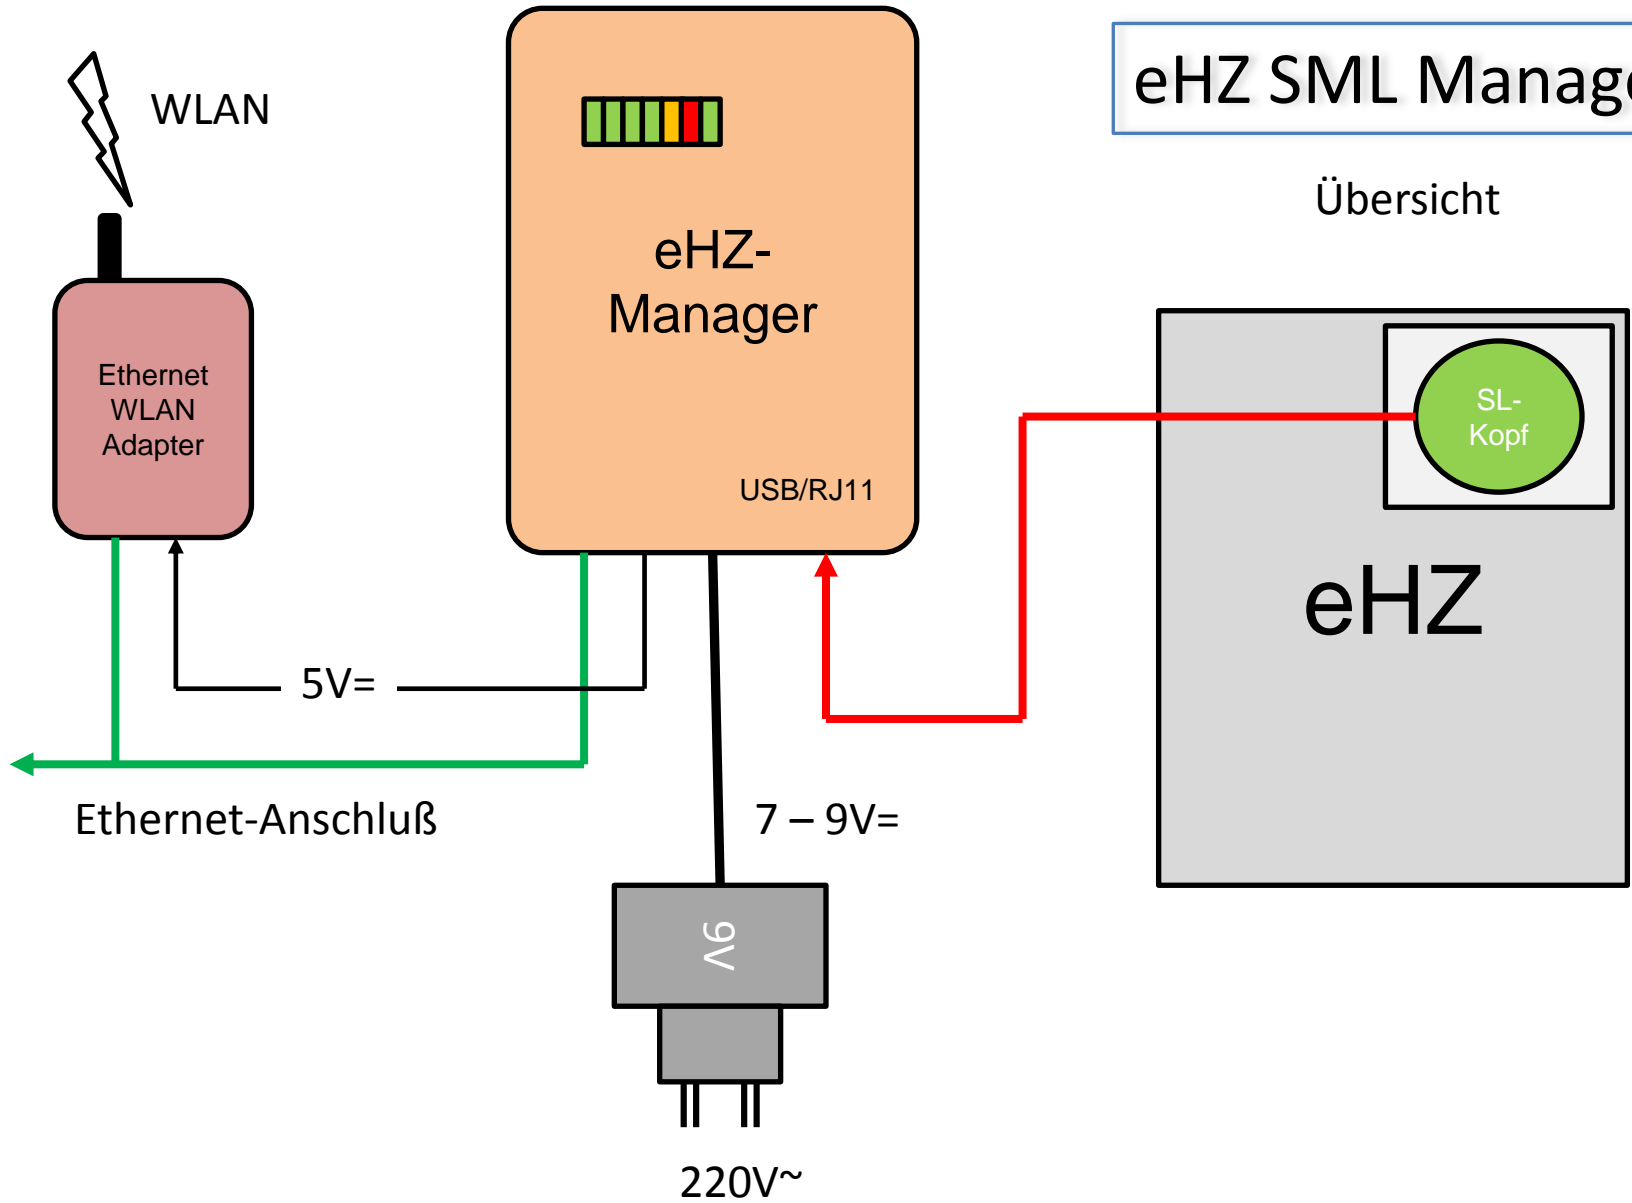 WLAN
eHZ SML Manage
Übersicht
eHZ-
Manager
USB/RJ11
Ethernet
WLAN
Adapter
SL-
Kopf
eHZ
5V=
Ethernet-Anschluß
7 – 9V=
9V
220V~